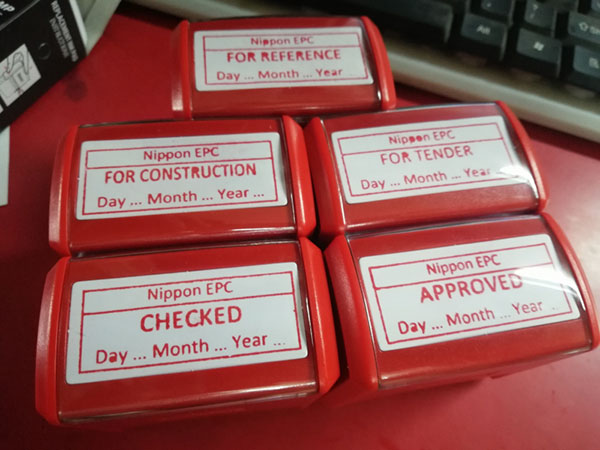 Nippon EPC
FOR REFERENCE
Day ... Month ... Year
Nippon EPC
FOR CONSTRUCTION
Day ... Month ... Year ...
Nippon EPC
FOR TENDER
Day ... Month ... Year ...
Nippon EPC
CHECKED
Day ... Month ... Year ...
Nippon EPC
APPROVED
Day ... Month ... Year ...